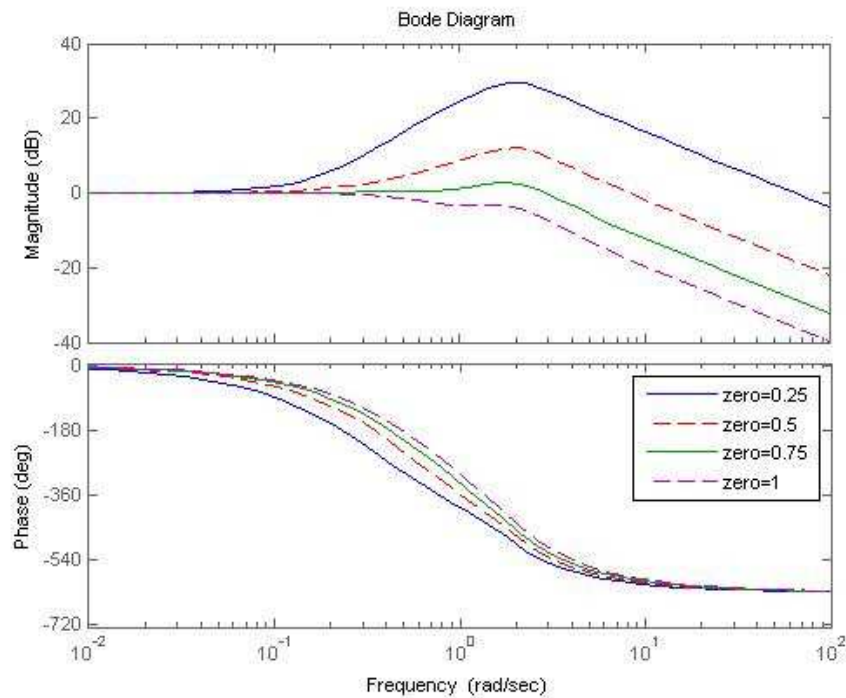 Bode Diagram
Magnitude (dB)
40
20
0
-20
-40
Phase (deg)
0
-180
-360
-540
-720
zero=0.25
zero=0.5
zero=0.75
zero=1
10^-2
10^-1
10^0
10^1
10^2
Frequency (rad/sec)